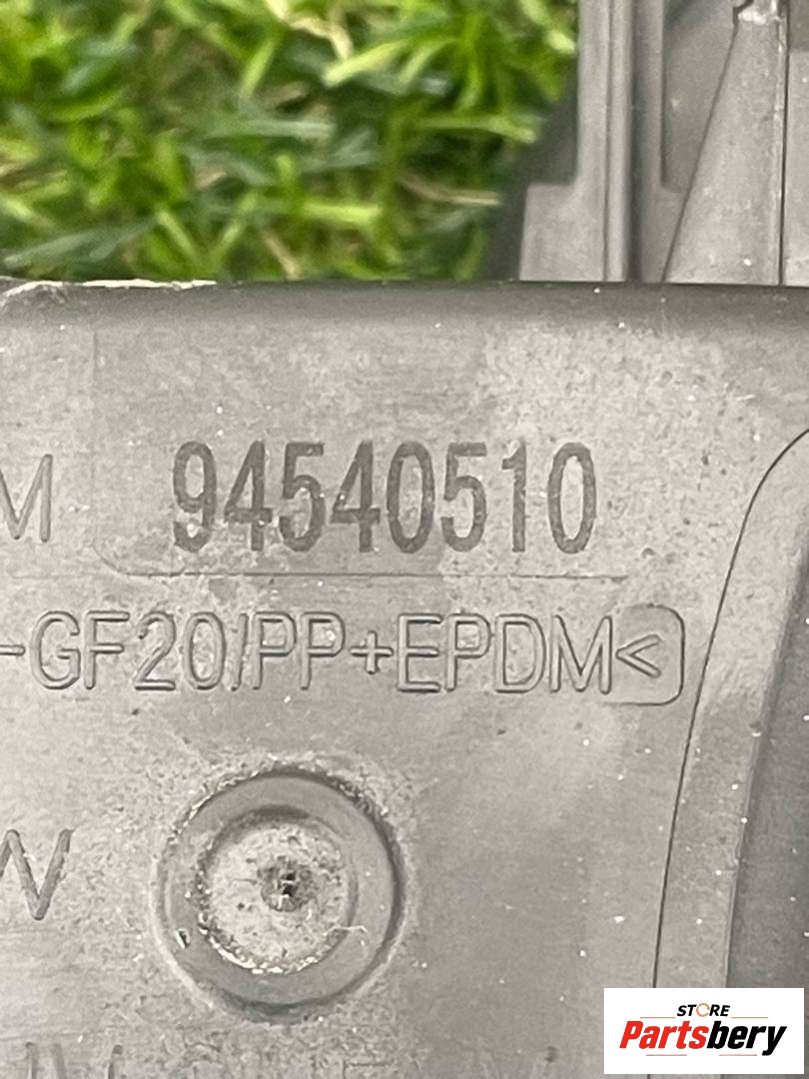 M 94540510
-GF20/PP+EPDM<
STORE
Partsbery